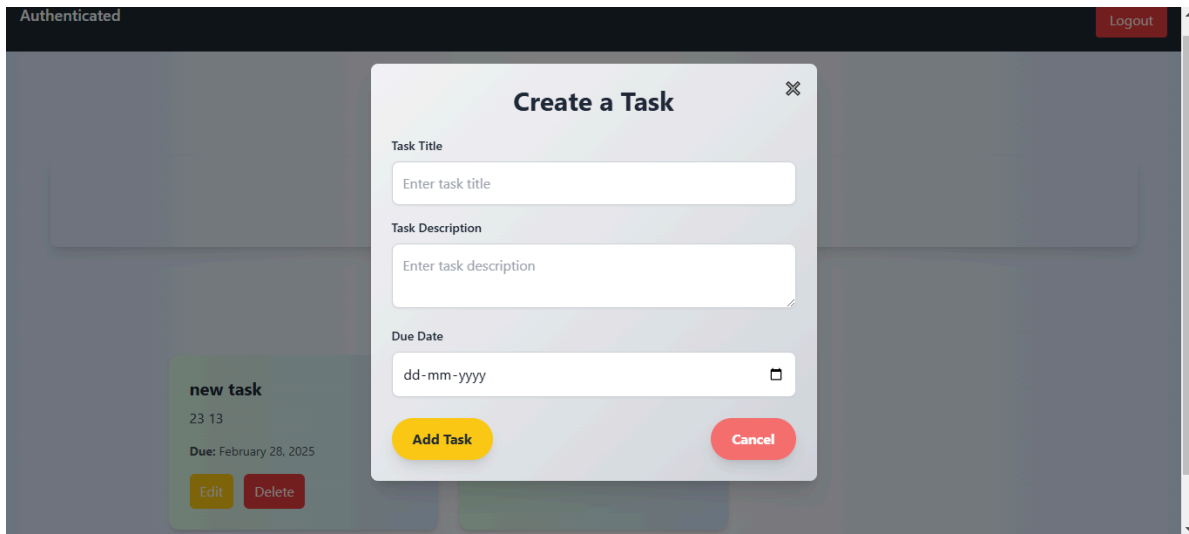 Authenticated
Logout
Create a Task
Task Title
Enter task title
Task Description
Enter task description
Due Date
dd-mm-yyyy
Add Task
Cancel
new task
23 13
Due: February 28, 2025
Edit
Delete